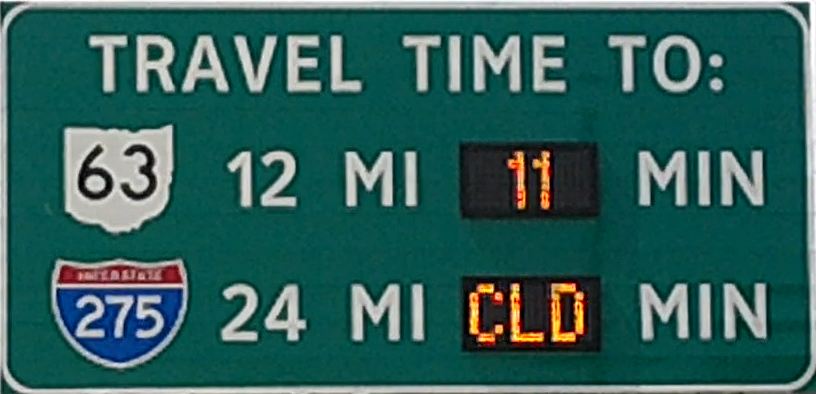 TRAVEL TIME TO:
63 12 MI 11 MIN
INTERSTATE
275 24 MI CLD MIN